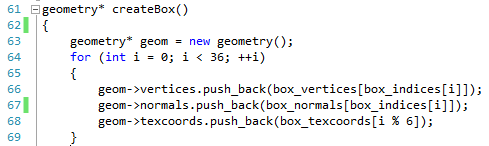 61 geometry* createBox()
62 {
63 geometry* geom = new geometry();
64 for (int i = 0; i < 36; ++i)
65 {
66 geom->vertices.push_back(box_vertices[box_indices[i]]);
67 geom->normals.push_back(box_normals[box_indices[i]]);
68 geom->texcoords.push_back(box_texcoords[i % 6]);
69 }